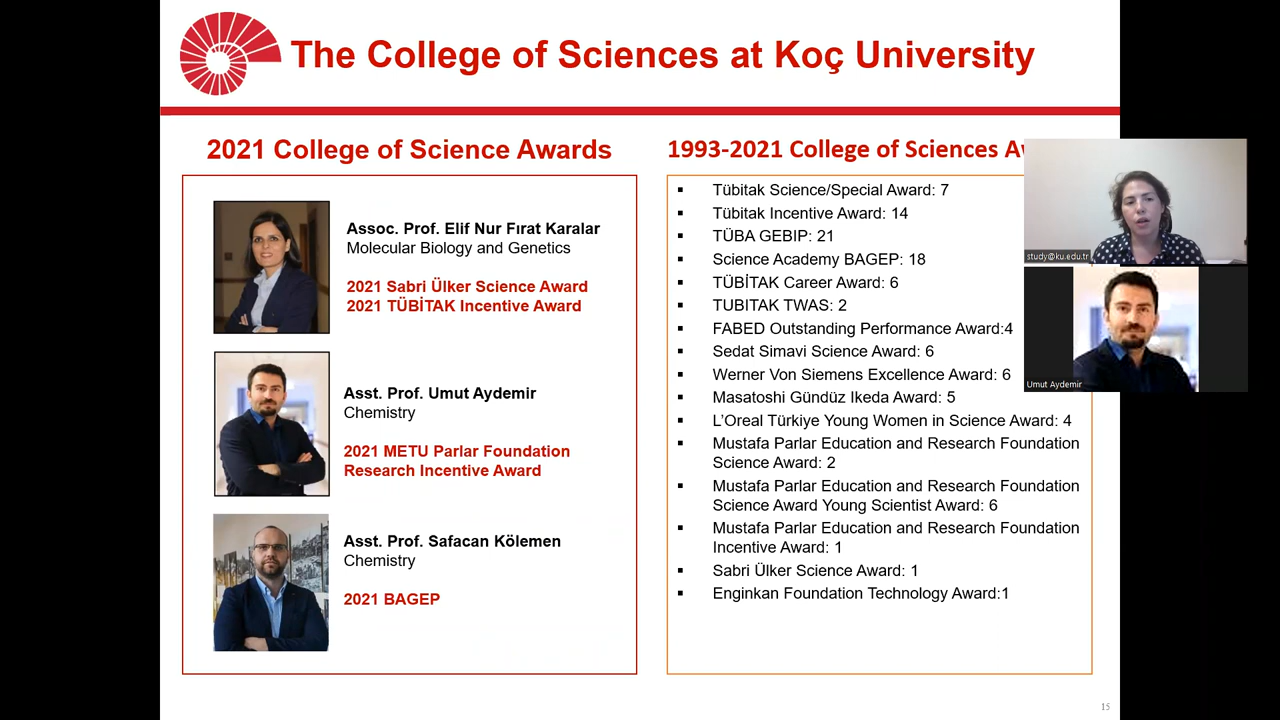 The College of Sciences at Koç University
2021 College of Science Awards
Assoc. Prof. Elif Nur Fırat Karalar
Molecular Biology and Genetics
2021 Sabri Ülker Science Award
2021 TÜBİTAK Incentive Award
Asst. Prof. Umut Aydemir
Chemistry
2021 METU Parlar Foundation
Research Incentive Award
Asst. Prof. Safacan Kölemen
Chemistry
2021 BAGEP
1993-2021 College of Sciences
Tübitak Science/Special Award: 7
Tübitak Incentive Award: 14
TÜBA GEBIP: 21
Science Academy BAGEP: 18
TÜBİTAK Career Award: 6
TUBITAK TWAS: 2
FABED Outstanding Performance Award:4
Sedat Simavi Science Award: 6
Werner Von Siemens Excellence Award: 6
Masatoshi Gündüz Ikeda Award: 5
L’Oreal Türkiye Young Women in Science Award: 4
Mustafa Parlar Education and Research Foundation
Science Award: 2
Mustafa Parlar Education and Research Foundation
Science Award Young Scientist Award: 6
Mustafa Parlar Education and Research Foundation
Incentive Award: 1
Sabri Ülker Science Award: 1
Enginkan Foundation Technology Award:1
study@ku.edu.tr
Umut Aydemir
15